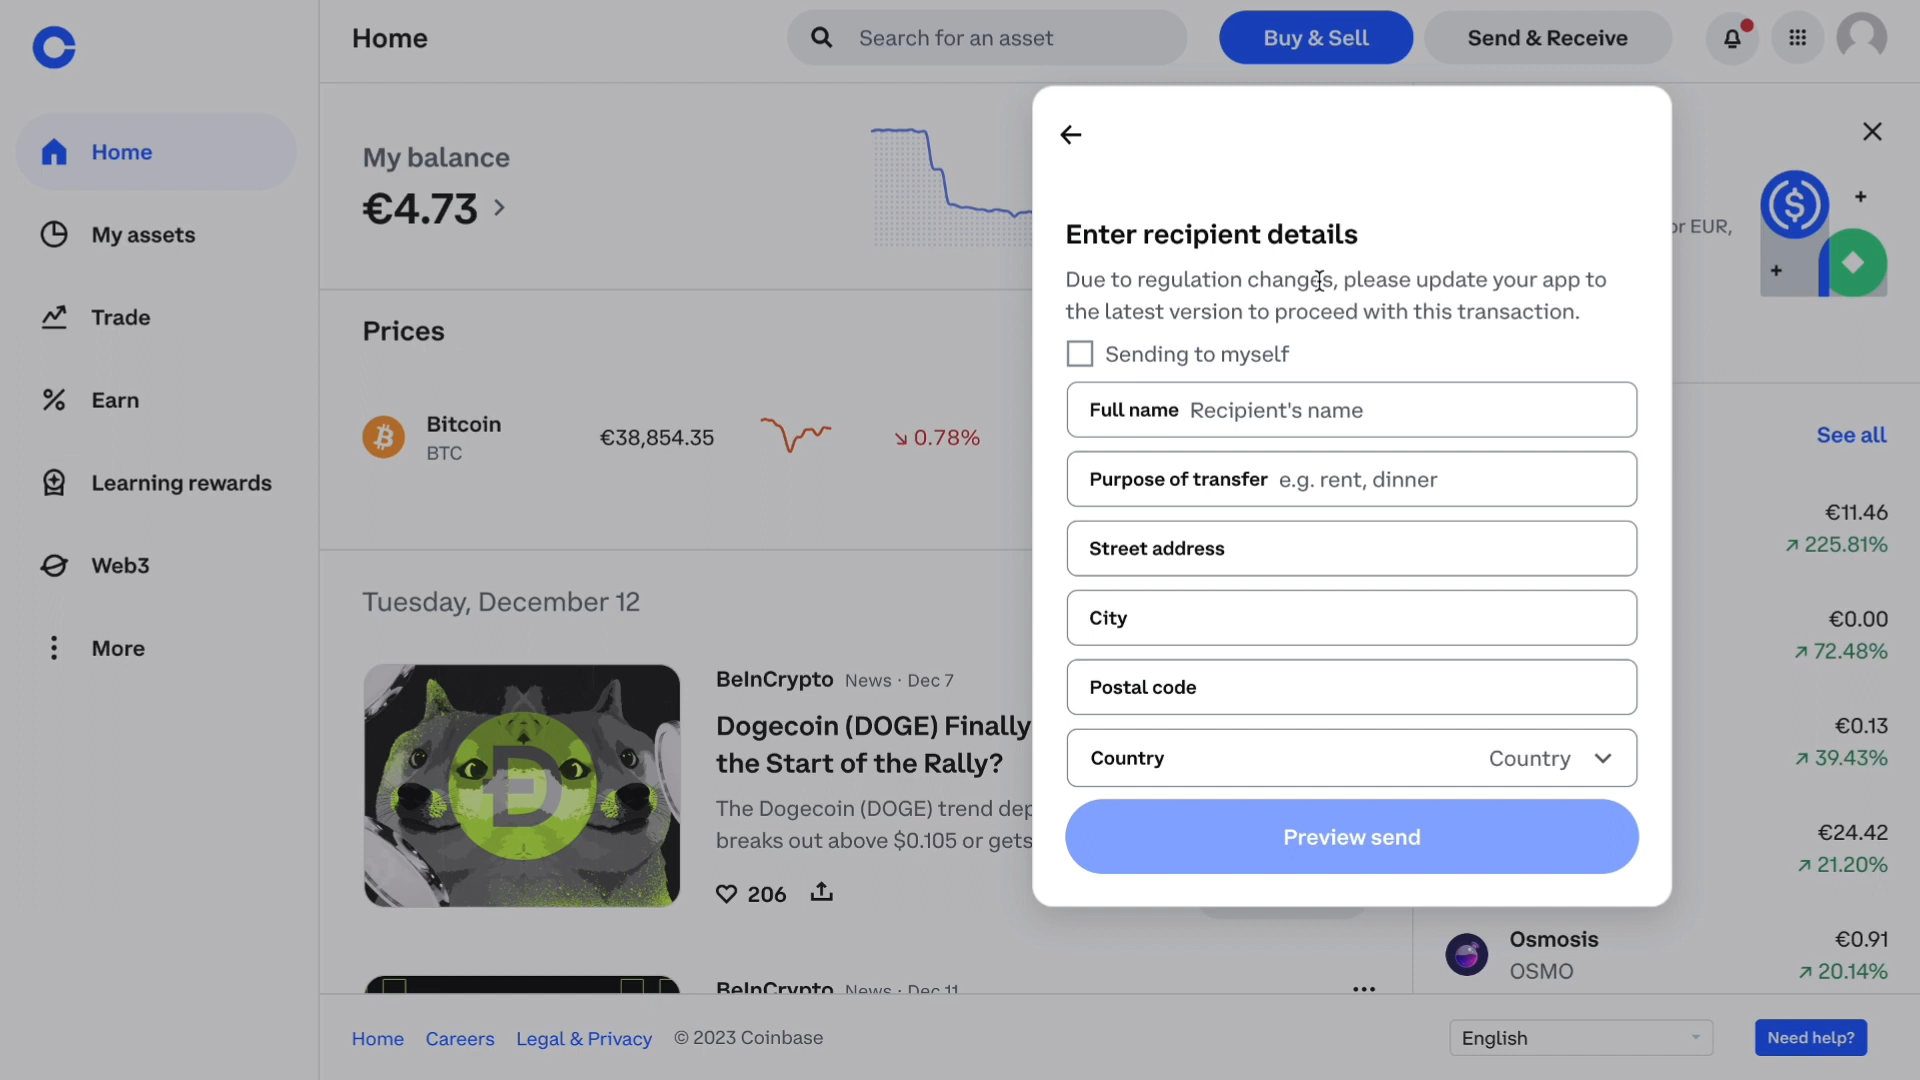 Home
Search for an asset
Buy & Sell
Send & Receive
Home
My assets
Trade
Earn
Learning rewards
Web3
More
My balance
€4.73
Prices
Bitcoin
BTC
€38,854.35
0.78%
Tuesday, December 12
BeInCrypto News · Dec 7
Dogecoin (DOGE) Finally
the Start of the Rally?
The Dogecoin (DOGE) trend
breaks out above $0.105 or gets
206
BeInCrypto News · Dec 11
Enter recipient details
Due to regulation changes, please update your app to
the latest version to proceed with this transaction.
Sending to myself
Full name Recipient's name
Purpose of transfer e.g. rent, dinner
Street address
City
Postal code
Country Country
Preview send
or EUR,
See all
€11.46
225.81%
€0.00
72.48%
€0.13
39.43%
€24.42
21.20%
Osmosis
OSMO
€0.91
20.14%
Home Careers Legal & Privacy © 2023 Coinbase
English
Need help?